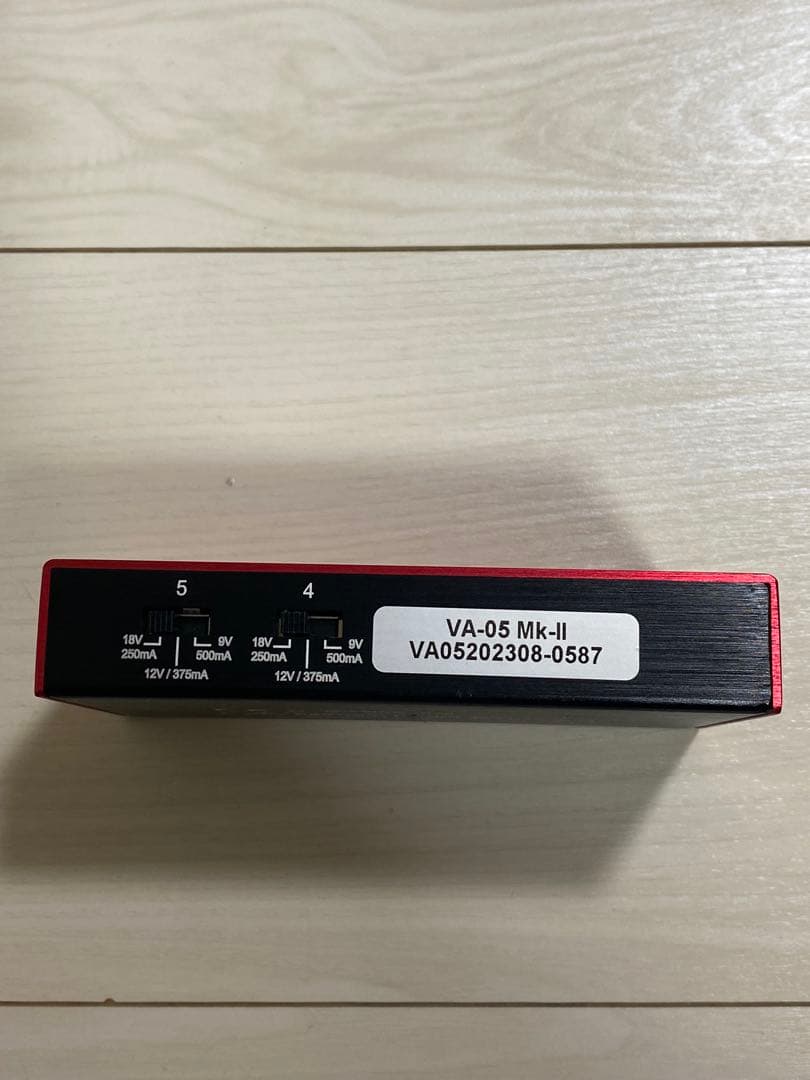 5
18V 9V
250mA 500mA
12V / 375mA
4
18V 9V
250mA 500mA
12V / 375mA
VA-05 Mk-II
VA05202308-0587